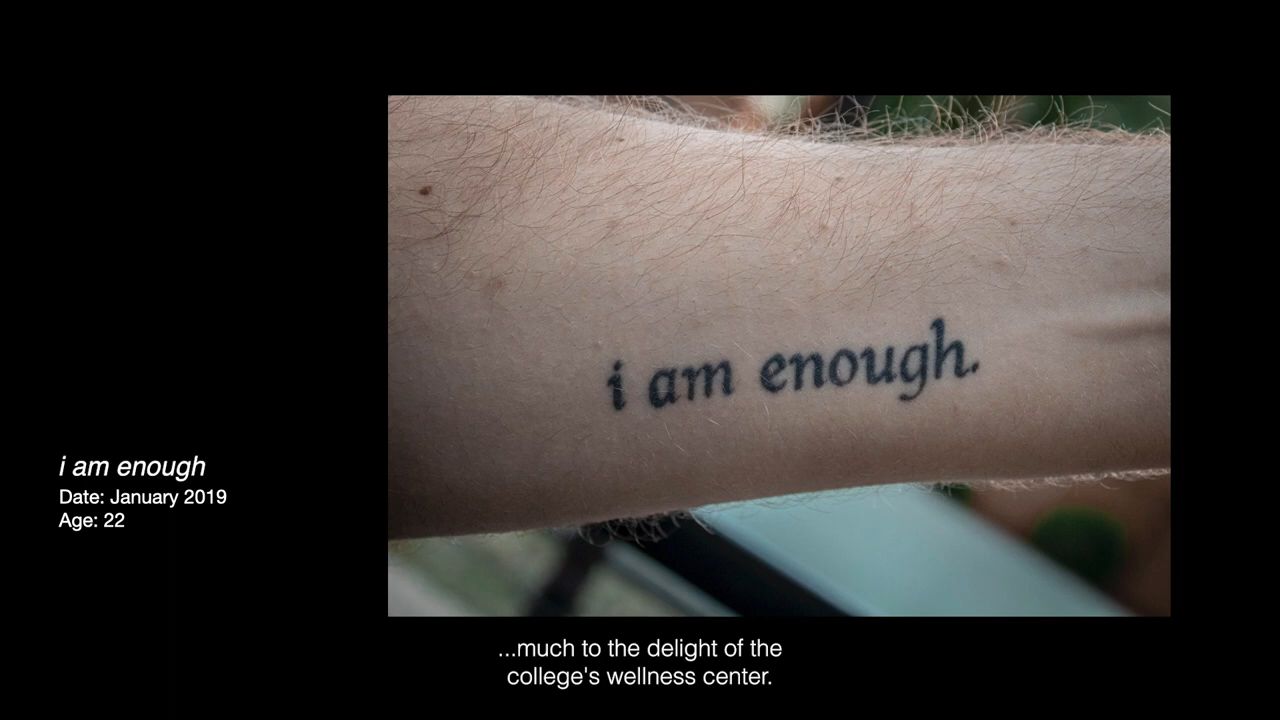 i am enough.
i am enough
Date: January 2019
Age: 22
...much to the delight of the
college's wellness center.